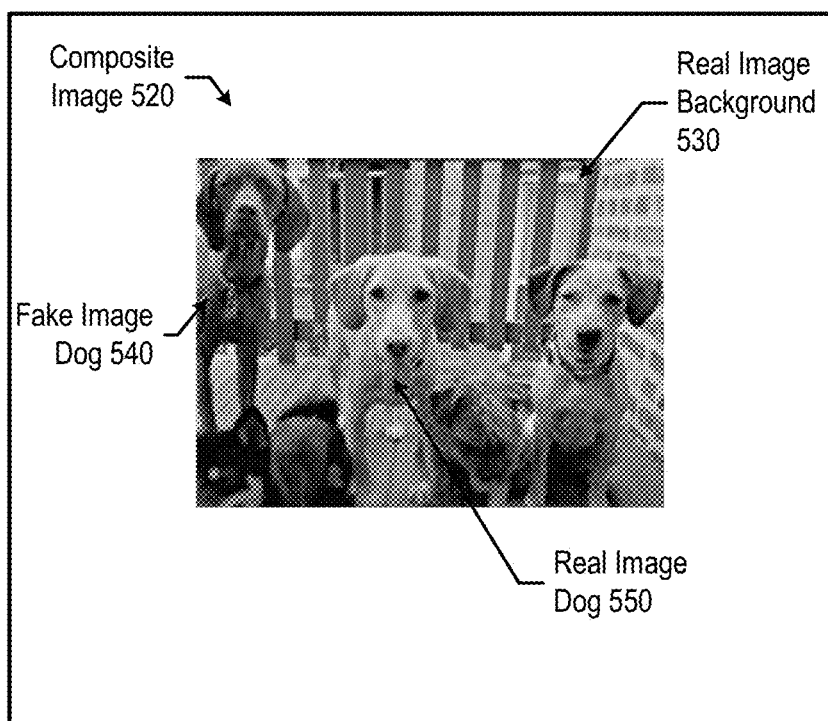 Composite
Image 520
Real Image
Background
530
Fake Image
Dog 540
Real Image
Dog 550